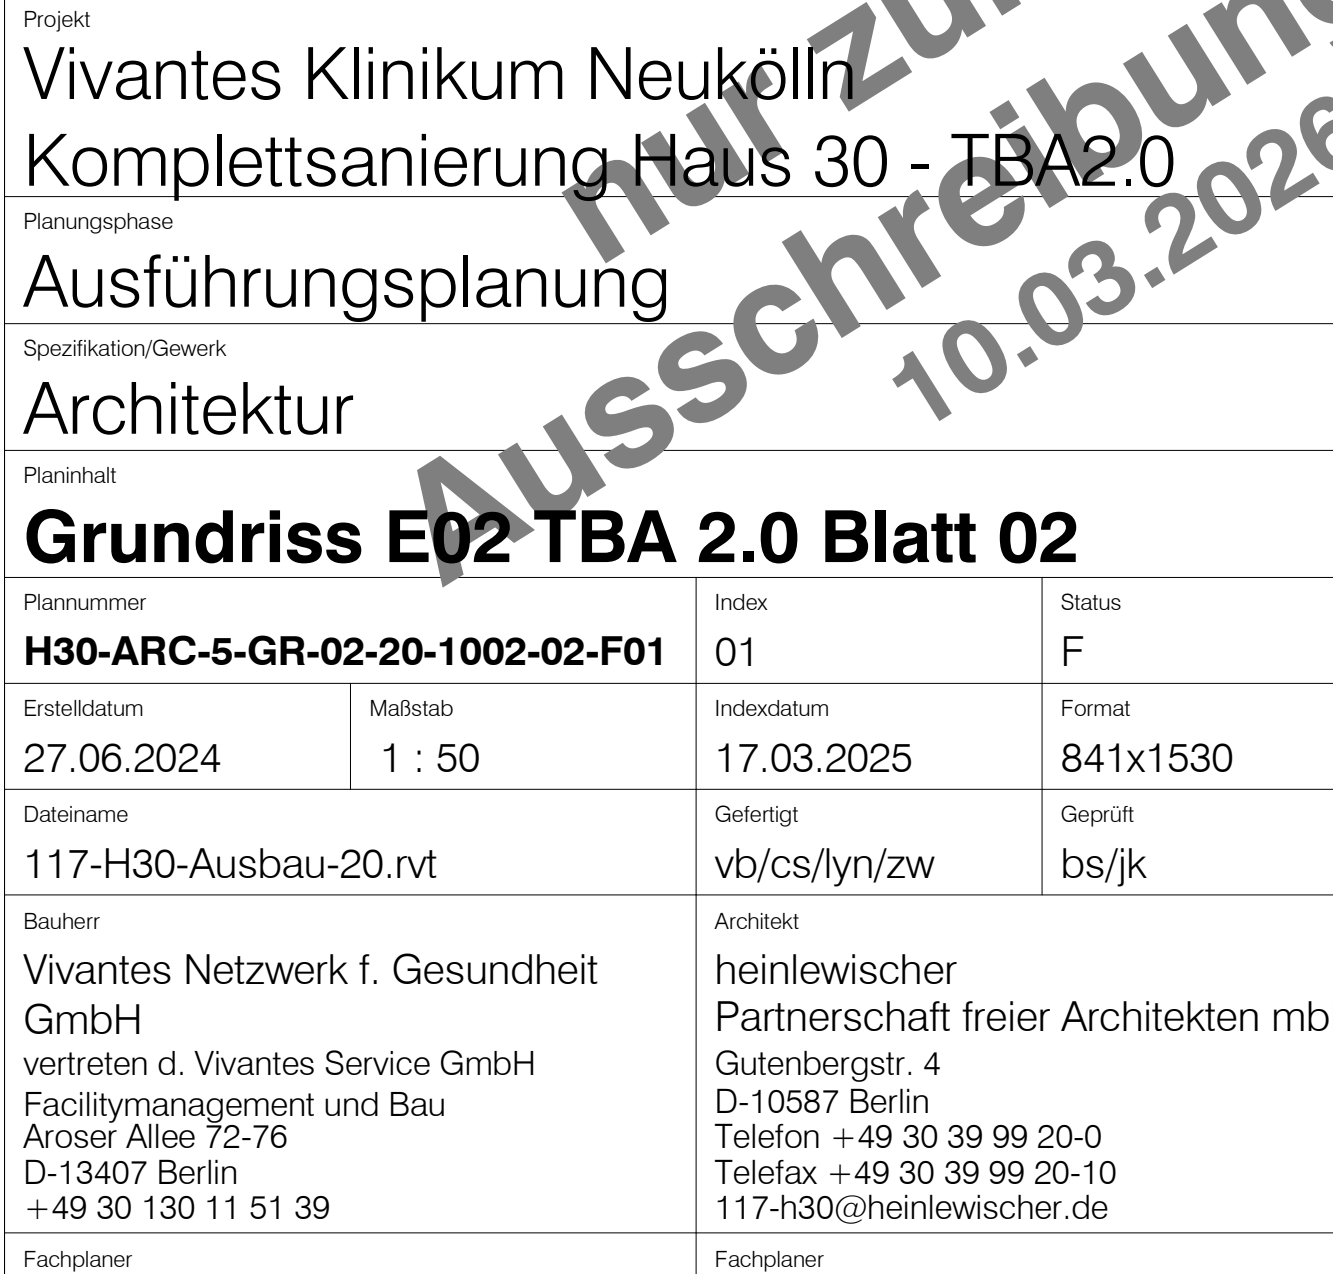 Projekt
Vivantes Klinikum Neukölln
Komplettsanierung Haus 30 - TBA2.0
Planungsphase
Ausführungsplanung
Spezifikation/Gewerk
Architektur
Planinhalt
Grundriss E02 TBA 2.0 Blatt 02
Plannummer
H30-ARC-5-GR-02-20-1002-02-F01
Index
01
Status
F
Erstelldatum
27.06.2024
Maßstab
1 : 50
Indexdatum
17.03.2025
Format
841x1530
Dateiname
117-H30-Ausbau-20.rvt
Gefertigt
vb/cs/lyn/zw
Geprüft
bs/jk
Bauherr
Vivantes Netzwerk f. Gesundheit
GmbH
vertreten d. Vivantes Service GmbH
Facilitymanagement und Bau
Aroser Allee 72-76
D-13407 Berlin
+49 30 130 11 51 39
Architekt
heinlewischer
Partnerschaft freier Architekten mb
Gutenbergstr. 4
D-10587 Berlin
Telefon +49 30 39 99 20-0
Telefax +49 30 39 99 20-10
117-h30@heinlewischer.de
Fachplaner
Fachplaner
nur zur
Ausschreibung
10.03.2026